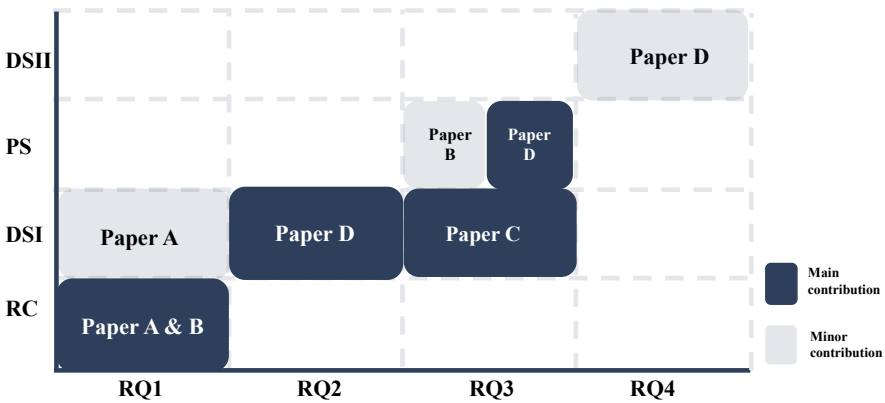 DSII
Paper D
PS
Paper
B
Paper
D
DSI
Paper A
Paper D
Paper C
RC
Paper A & B
Main
contribution
Minor
contribution
RQ1
RQ2
RQ3
RQ4